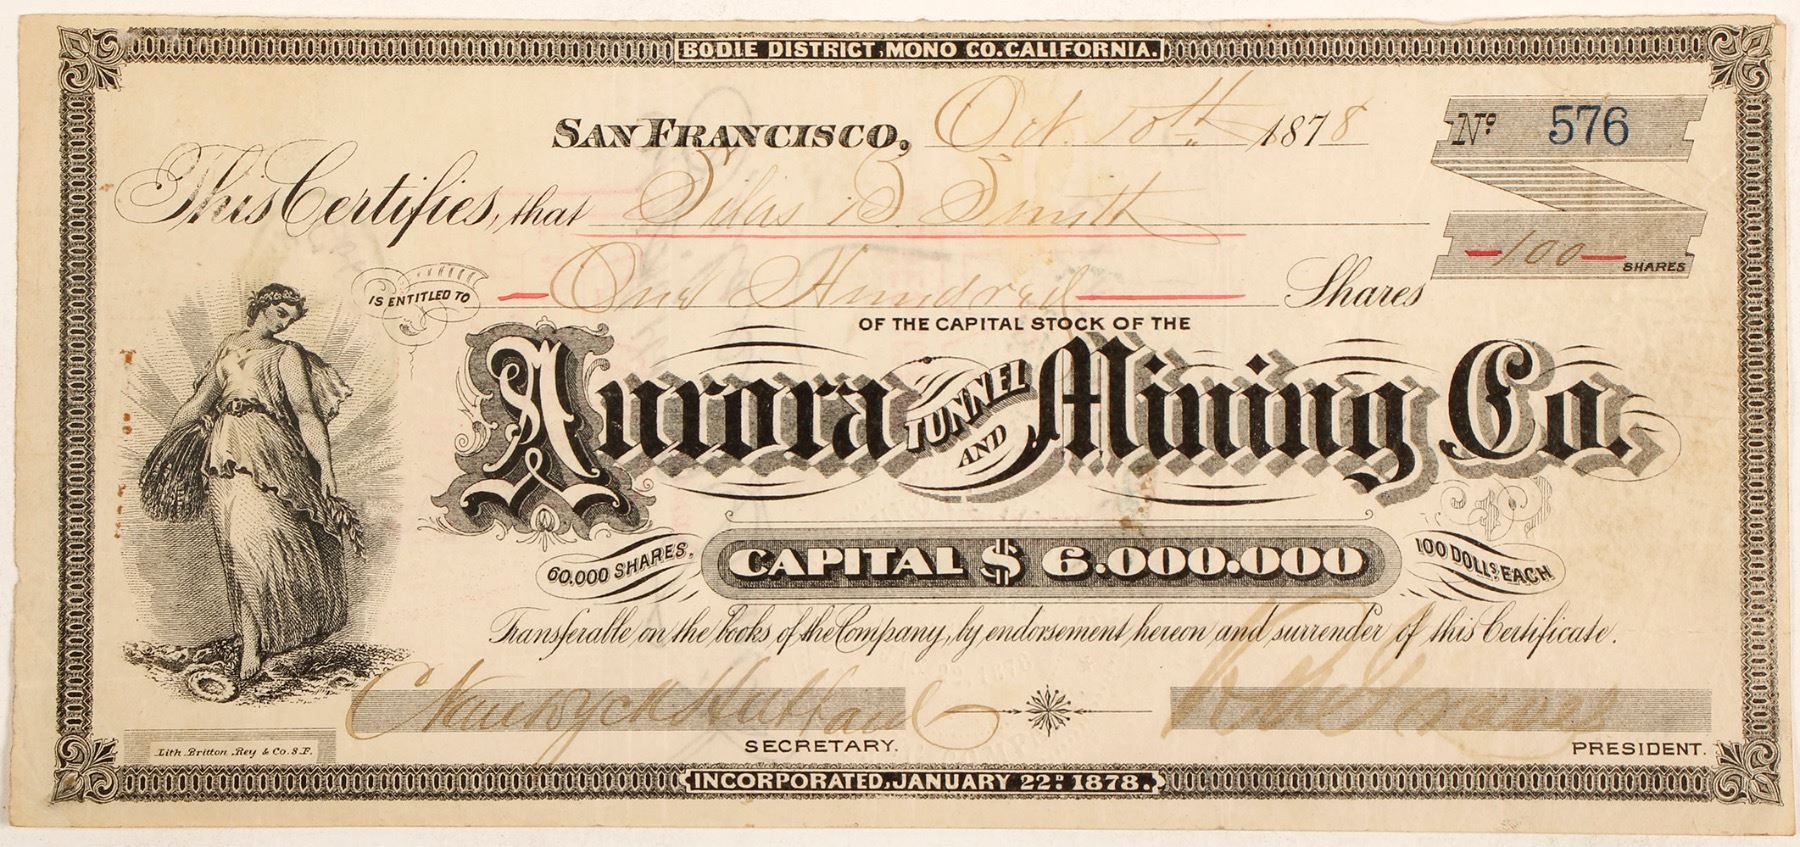 BODIE DISTRICT, MONO CO. CALIFORNIA.
SAN FRANCISCO, Oct. 10th 1878
No. 576
This Certifies, that Silas B Smith
—100— SHARES
IS ENTITLED TO —One Hundred— Shares
OF THE CAPITAL STOCK OF THE
Aurora TUNNEL AND Mining Co.
60.000 SHARES. CAPITAL $ 6.000.000 100 DOLLS EACH
Transferable on the books of the Company, by endorsement hereon and surrender of this Certificate.
SECRETARY.
PRESIDENT.
Lith. Britton, Rey & Co. S.F.
INCORPORATED, JANUARY 22D 1878.